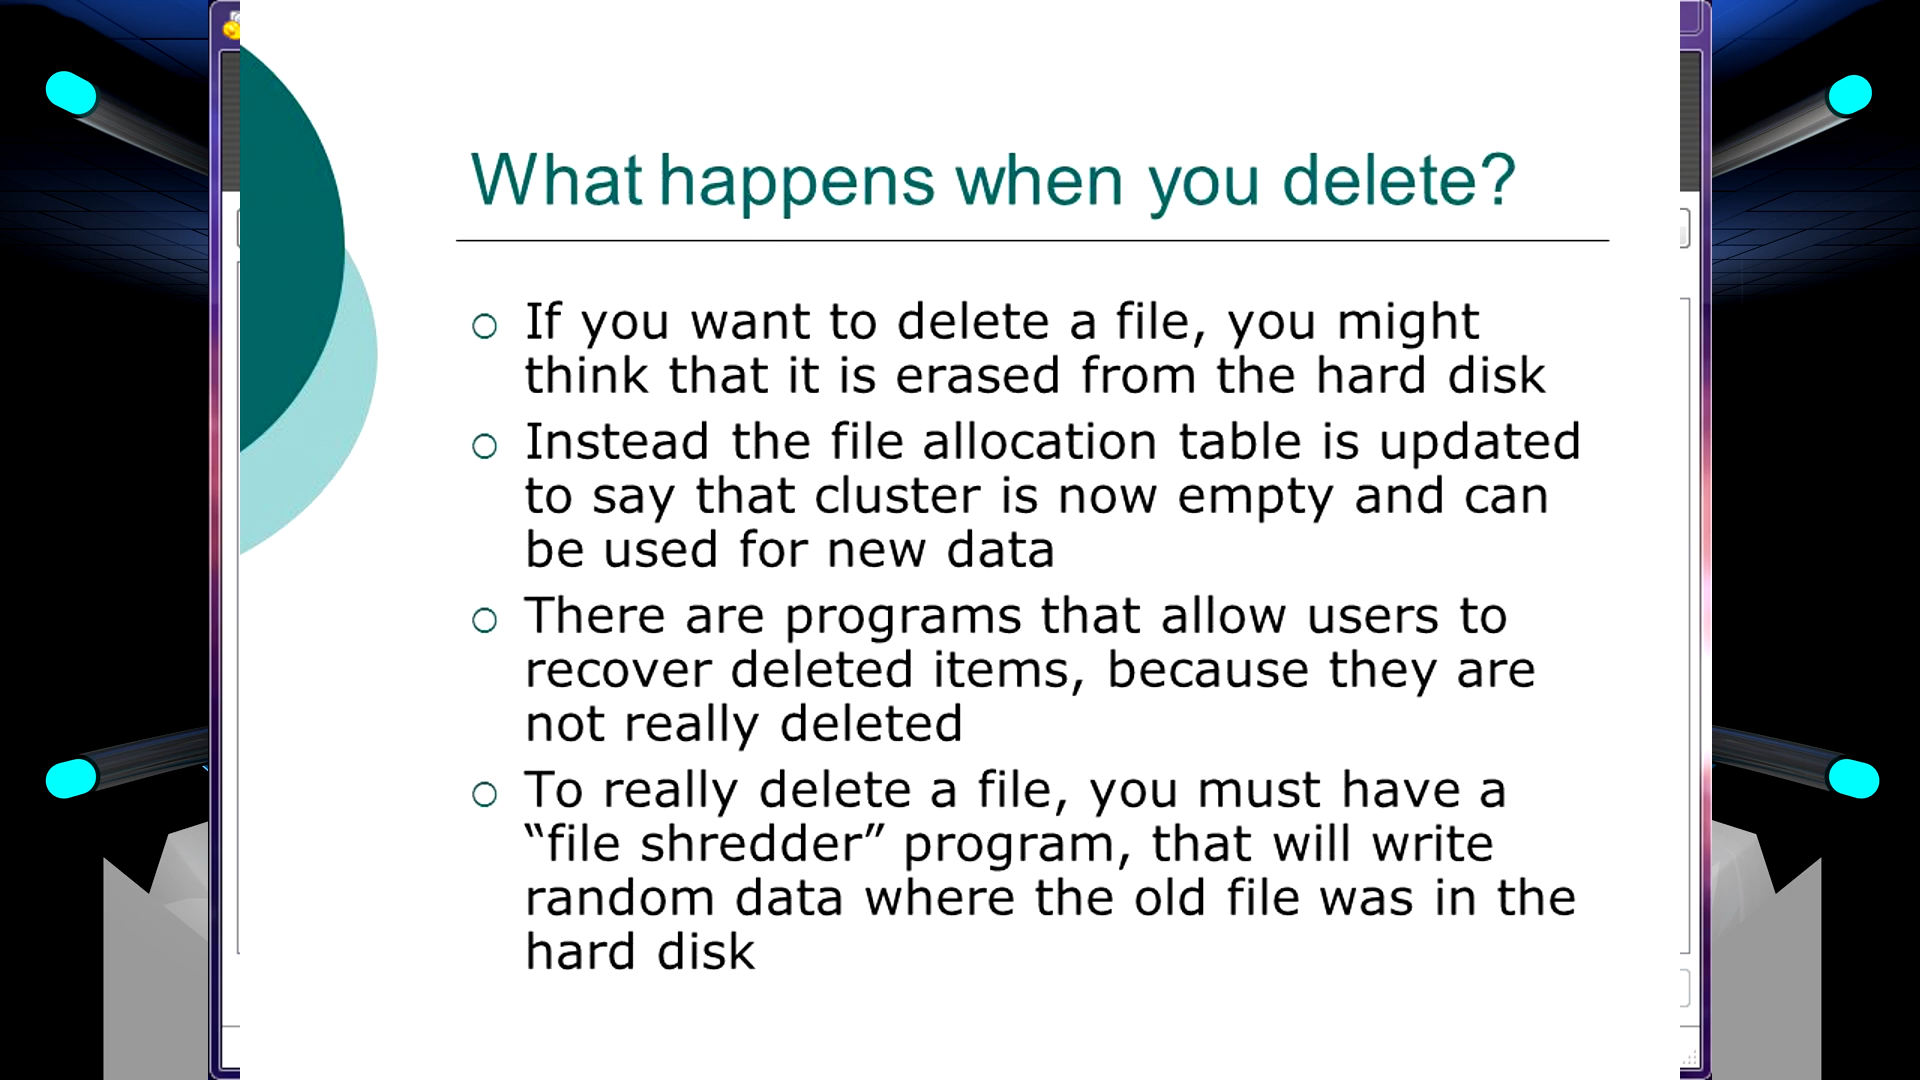 What happens when you delete?
If you want to delete a file, you might
think that it is erased from the hard disk
Instead the file allocation table is updated
to say that cluster is now empty and can
be used for new data
There are programs that allow users to
recover deleted items, because they are
not really deleted
To really delete a file, you must have a
“file shredder” program, that will write
random data where the old file was in the
hard disk